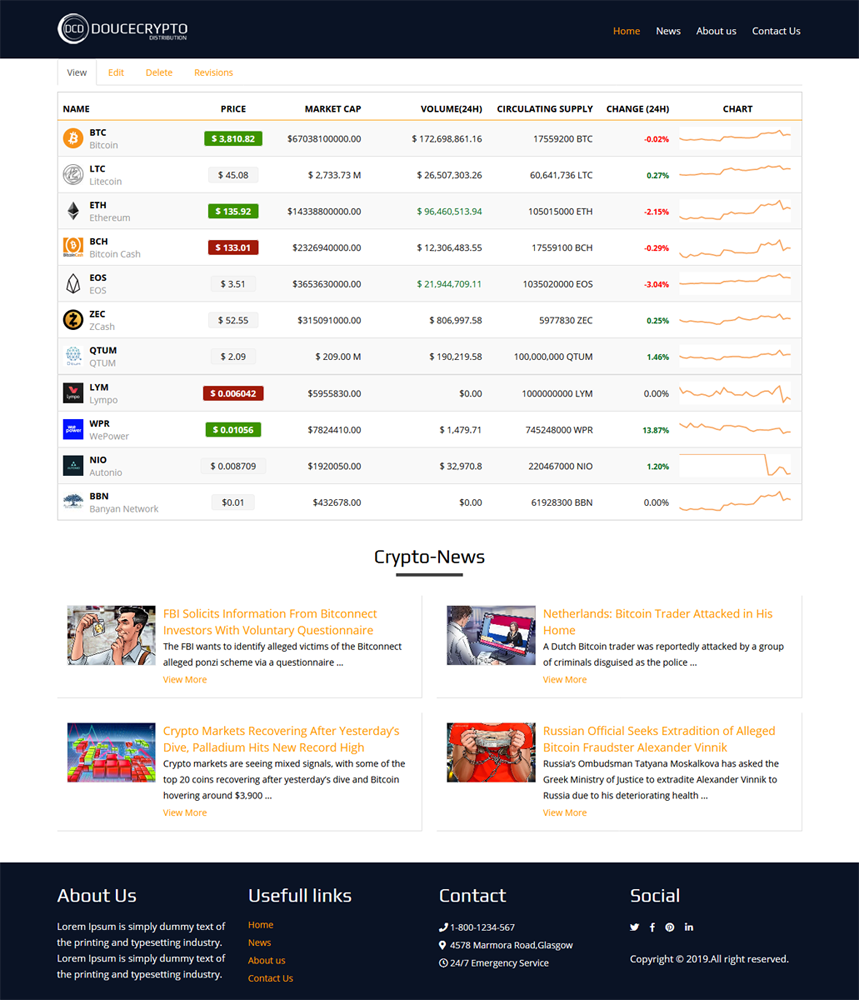 DCD DOUCECRYPTO
DISTRIBUTION
Home News About us Contact Us
View Edit Delete Revisions
NAME PRICE MARKET CAP VOLUME(24H) CIRCULATING SUPPLY CHANGE (24H) CHART
BTC
Bitcoin
$ 3,810.82 $67038100000.00 $ 172,698,861.16 17559200 BTC -0.02%
LTC
Litecoin
$ 45.08 $ 2,733.73 M $ 26,507,303.26 60,641,736 LTC 0.27%
ETH
Ethereum
$ 135.92 $14338800000.00 $ 96,460,513.94 105015000 ETH -2.15%
BCH
Bitcoin Cash
$ 133.01 $2326940000.00 $ 12,306,483.55 17559100 BCH -0.29%
EOS
EOS
$ 3.51 $3653630000.00 $ 21,944,709.11 1035020000 EOS -3.04%
ZEC
ZCash
$ 52.55 $315091000.00 $ 806,997.58 5977830 ZEC 0.25%
QTUM
QTUM
$ 2.09 $ 209.00 M $ 190,219.58 100,000,000 QTUM 1.46%
LYM
Lympo
$ 0.006042 $5955830.00 $0.00 1000000000 LYM 0.00%
WPR
WePower
$ 0.01056 $7824410.00 $ 1,479.71 745248000 WPR 13.87%
NIO
Autonio
$ 0.008709 $1920050.00 $ 32,970.8 220467000 NIO 1.20%
BBN
Banyan Network
$0.01 $432678.00 $0.00 61928300 BBN 0.00%
Crypto-News
FBI Solicits Information From Bitconnect
Investors With Voluntary Questionnaire
The FBI wants to identify alleged victims of the Bitconnect
alleged ponzi scheme via a questionnaire ...
View More
Netherlands: Bitcoin Trader Attacked in His
Home
A Dutch Bitcoin trader was reportedly attacked by a group
of criminals disguised as the police ...
View More
Crypto Markets Recovering After Yesterday's
Dive, Palladium Hits New Record High
Crypto markets are seeing mixed signals, with some of the
top 20 coins recovering after yesterday's dive and Bitcoin
hovering around $3,900 ...
View More
Russian Official Seeks Extradition of Alleged
Bitcoin Fraudster Alexander Vinnik
Russia's Ombudsman Tatyana Moskalkova has asked the
Greek Ministry of Justice to extradite Alexander Vinnik to
Russia due to his deteriorating health ...
View More
About Us
Lorem Ipsum is simply dummy text of
the printing and typesetting industry.
Lorem Ipsum is simply dummy text of
the printing and typesetting industry.
Usefull links
Home
News
About us
Contact Us
Contact
1-800-1234-567
4578 Marmora Road,Glasgow
24/7 Emergency Service
Social
Copyright © 2019.All right reserved.